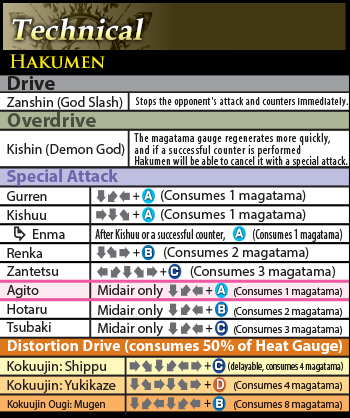 Technical
HAKUMEN
Drive
Zanshin (God Slash) Stops the opponent's attack and counters immediately.
Overdrive
Kishin (Demon God) The magatama gauge regenerates more quickly,
and if a successful counter is performed
Hakumen will be able to cancel it with a special attack.
Special Attack
Gurren ⬇⬋⬅ + A (Consumes 1 magatama)
Kishuu ➡⬇⬊ + A (Consumes 1 magatama)
↳ Enma After Kishuu or a successful counter, A (Consumes 1 magatama)
Renka ⬇⬊➡ + B (Consumes 2 magatama)
Zantetsu ⬅⬋⬇⬊➡ + C (Consumes 3 magatama)
Agito Midair only ⬇⬋⬅ + A (Consumes 1 magatama)
Hotaru Midair only ⬇⬋⬅ + B (Consumes 2 magatama)
Tsubaki Midair only ⬇⬋⬅ + C (Consumes 3 magatama)
Distortion Drive (consumes 50% of Heat Gauge)
Kokuujin: Shippu ➡⬊⬇⬋⬅➡ + C (delayable, consumes 4 magatama)
Kokuujin: Yukikaze ⬇⬊➡⬇⬊➡ + D (Consumes 4 magatama)
Kokuujin Ougi: Mugen ⬇⬋⬅⬇⬋⬅ + B (Consumes 8 magatama)